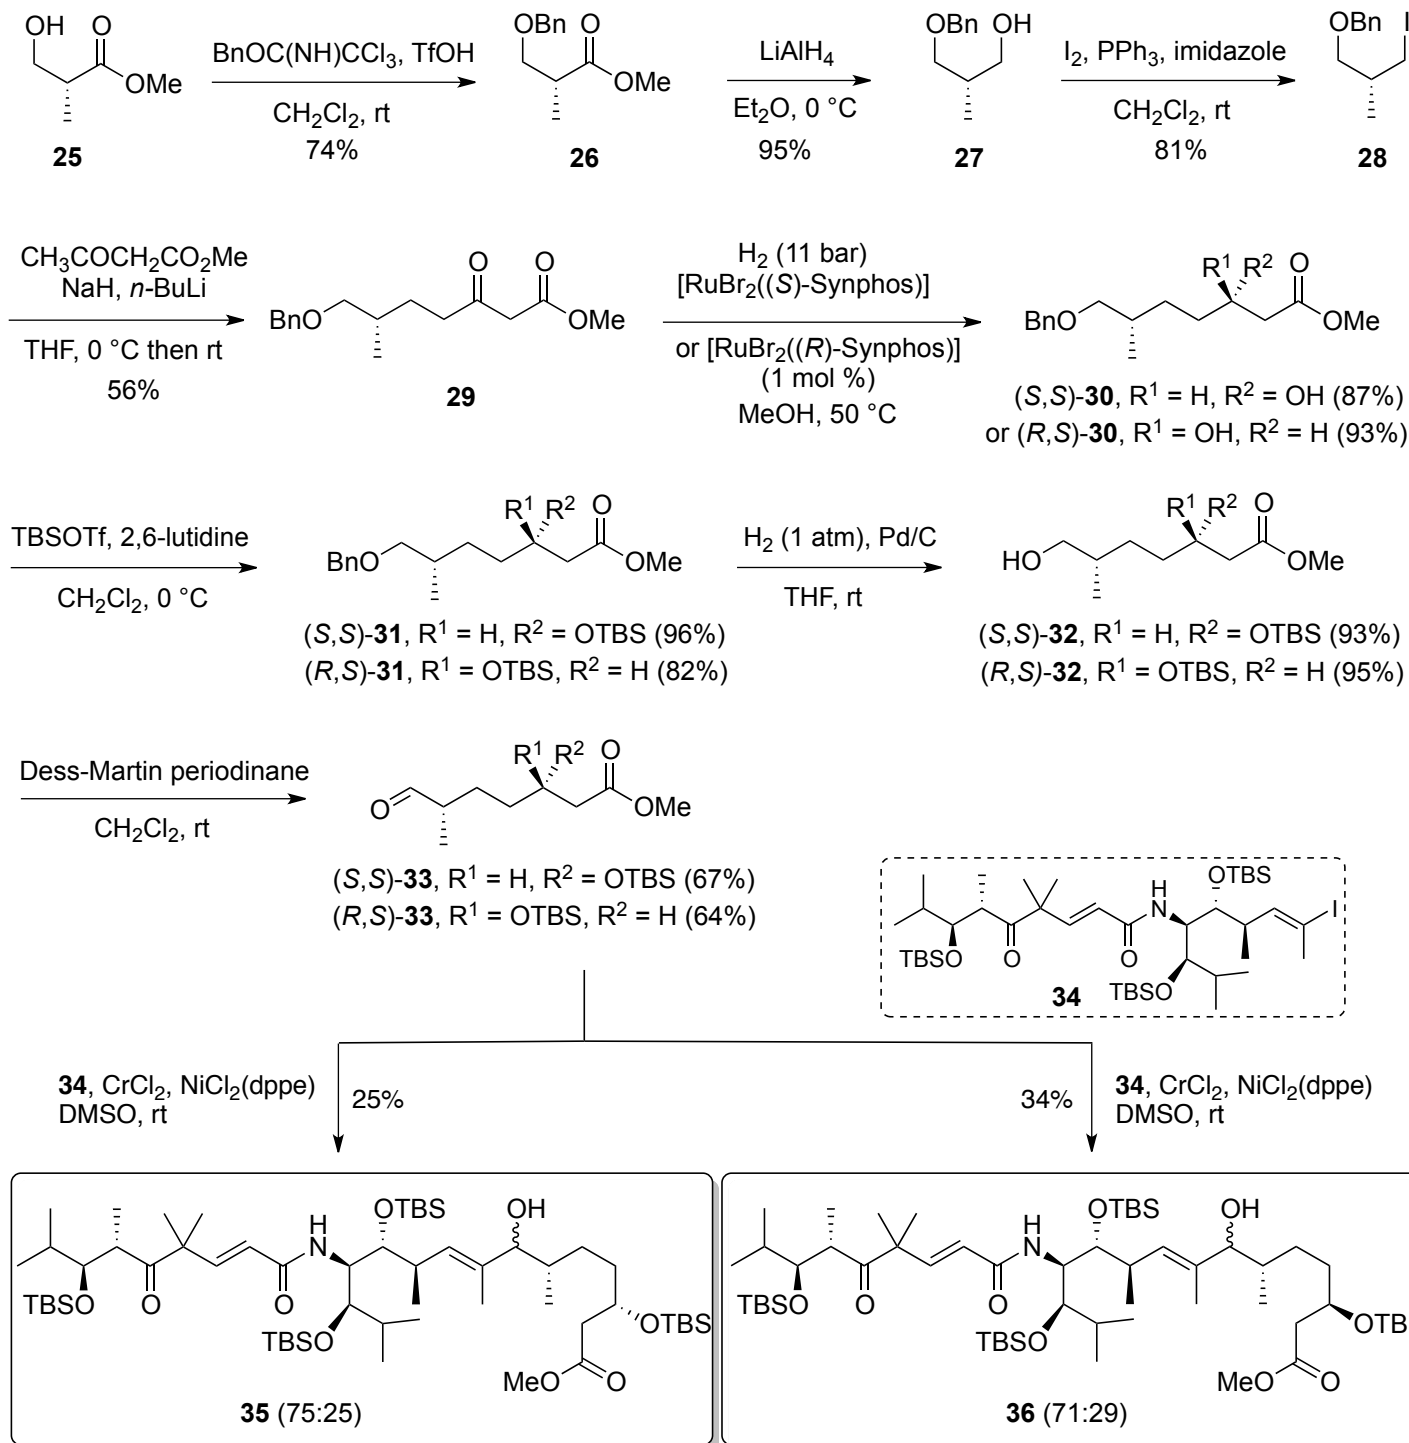 OH O
OMe
25
BnOC(NH)CCl3, TfOH
CH2Cl2, rt
74%
OBn O
OMe
26
LiAlH4
Et2O, 0 °C
95%
OBn OH
27
I2, PPh3, imidazole
CH2Cl2, rt
81%
OBn I
28
CH3COCH2CO2Me
NaH, n-BuLi
THF, 0 °C then rt
56%
O O
BnO OMe
29
H2 (11 bar)
[RuBr2((S)-Synphos)]
or [RuBr2((R)-Synphos)]
(1 mol %)
MeOH, 50 °C
R1 R2 O
BnO OMe
(S,S)-30, R1 = H, R2 = OH (87%)
or (R,S)-30, R1 = OH, R2 = H (93%)
TBSOTf, 2,6-lutidine
CH2Cl2, 0 °C
R1 R2 O
BnO OMe
(S,S)-31, R1 = H, R2 = OTBS (96%)
(R,S)-31, R1 = OTBS, R2 = H (82%)
H2 (1 atm), Pd/C
THF, rt
R1 R2 O
HO OMe
(S,S)-32, R1 = H, R2 = OTBS (93%)
(R,S)-32, R1 = OTBS, R2 = H (95%)
Dess-Martin periodinane
CH2Cl2, rt
R1 R2 O
O OMe
(S,S)-33, R1 = H, R2 = OTBS (67%)
(R,S)-33, R1 = OTBS, R2 = H (64%)
OTBS
H
N I
TBSO O O
TBSO
34
34, CrCl2, NiCl2(dppe)
DMSO, rt
25%
34%
34, CrCl2, NiCl2(dppe)
DMSO, rt
OTBS OH
H
N
TBSO O O
TBSO OTBS
MeO O
35 (75:25)
OTBS OH
H
N
TBSO O O
TBSO OTB
MeO O
36 (71:29)